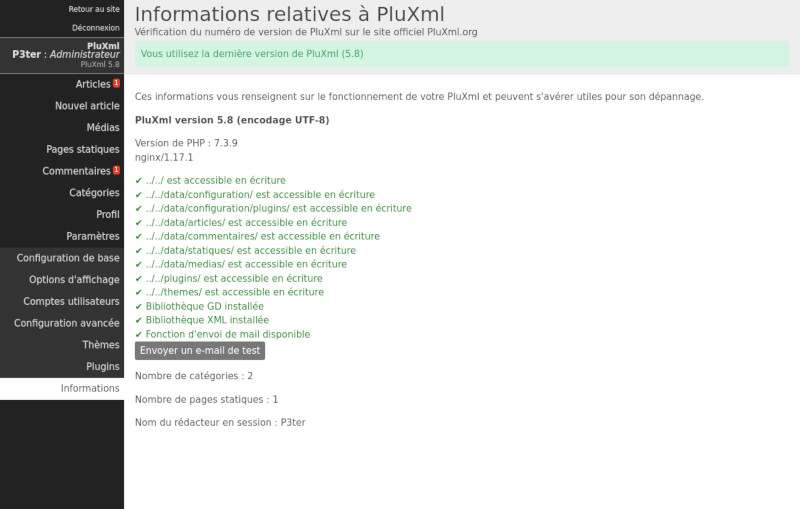 Retour au site
Déconnexion
PluXml
P3ter : Administrateur
PluXml 5.8
Articles 1
Nouvel article
Médias
Pages statiques
Commentaires 1
Catégories
Profil
Paramètres
Configuration de base
Options d'affichage
Comptes utilisateurs
Configuration avancée
Thèmes
Plugins
Informations
Informations relatives à PluXml
Vérification du numéro de version de PluXml sur le site officiel PluXml.org
Vous utilisez la dernière version de PluXml (5.8)
Ces informations vous renseignent sur le fonctionnement de votre PluXml et peuvent s'avérer utiles pour son dépannage.
PluXml version 5.8 (encodage UTF-8)
Version de PHP : 7.3.9
nginx/1.17.1
✔ ../../ est accessible en écriture
✔ ../../data/configuration/ est accessible en écriture
✔ ../../data/configuration/plugins/ est accessible en écriture
✔ ../../data/articles/ est accessible en écriture
✔ ../../data/commentaires/ est accessible en écriture
✔ ../../data/statiques/ est accessible en écriture
✔ ../../data/medias/ est accessible en écriture
✔ ../../plugins/ est accessible en écriture
✔ ../../themes/ est accessible en écriture
✔ Bibliothèque GD installée
✔ Bibliothèque XML installée
✔ Fonction d'envoi de mail disponible
Envoyer un e-mail de test
Nombre de catégories : 2
Nombre de pages statiques : 1
Nom du rédacteur en session : P3ter